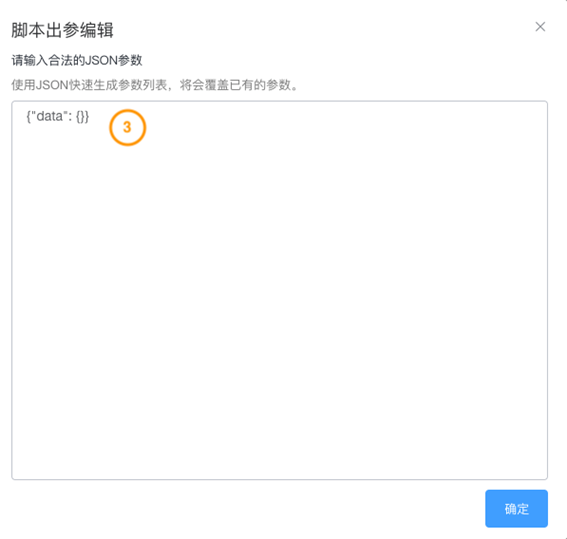 脚本出参编辑
请输入合法的JSON参数
使用JSON快速生成参数列表，将会覆盖已有的参数。
{"data": {}}
3
确定